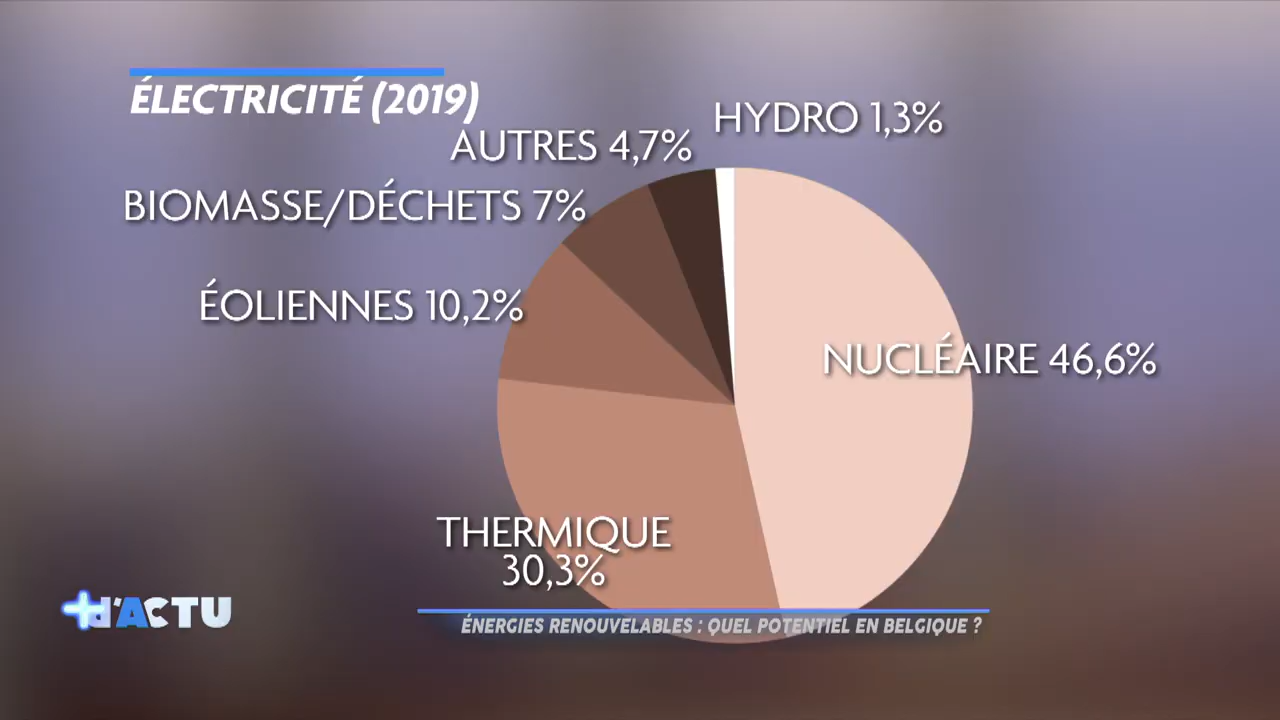 ÉLECTRICITÉ (2019)
HYDRO 1,3%
AUTRES 4,7%
BIOMASSE/DÉCHETS 7%
ÉOLIENNES 10,2%
NUCLÉAIRE 46,6%
THERMIQUE
30,3%
+d'ACTU
ÉNERGIES RENOUVELABLES : QUEL POTENTIEL EN BELGIQUE ?